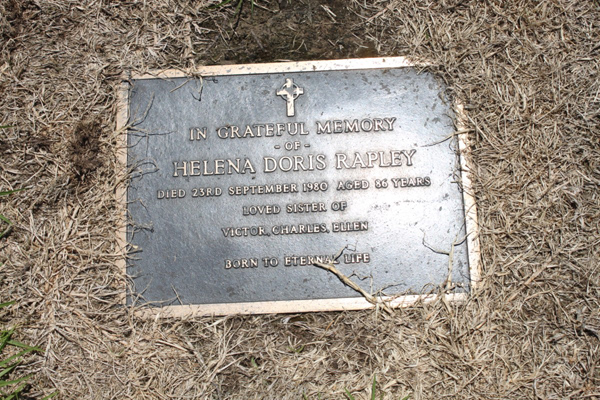 IN GRATEFUL MEMORY
- OF -
HELENA DORIS RAPLEY
DIED 23RD SEPTEMBER 1980 AGED 86 YEARS
LOVED SISTER OF
VICTOR, CHARLES, ELLEN
BORN TO ETERNAL LIFE